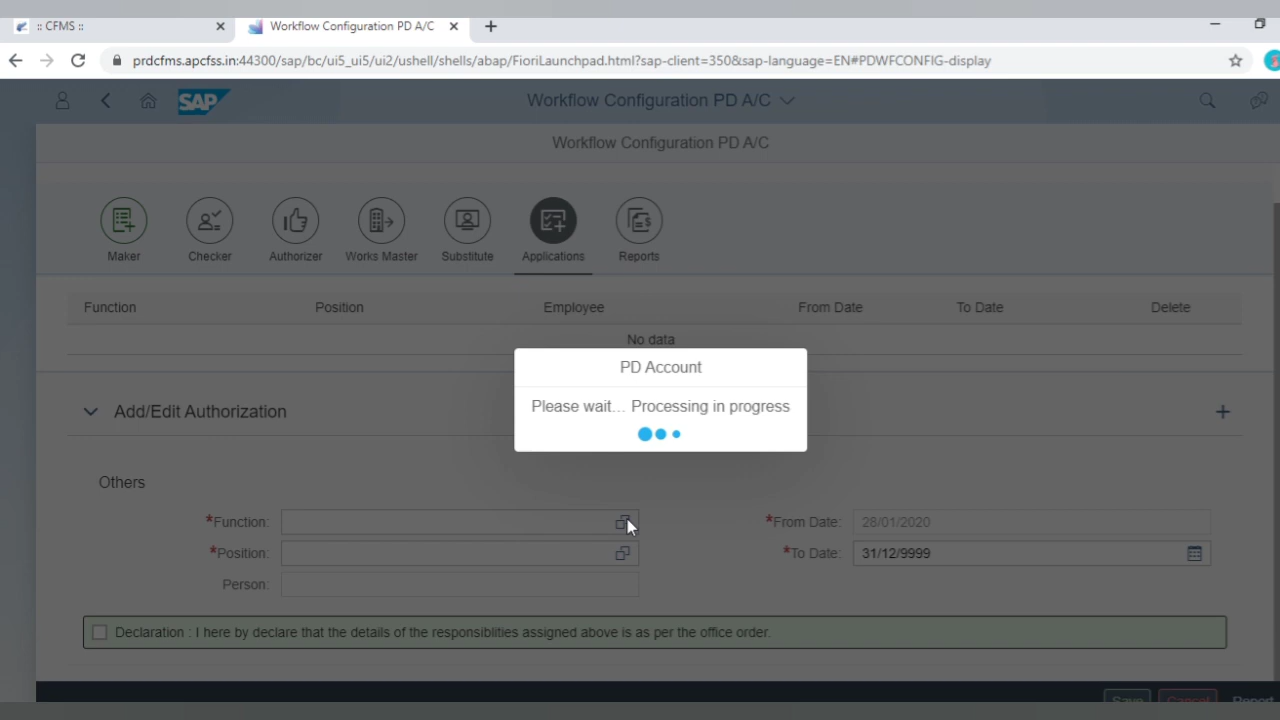 :: CFMS ::
Workflow Configuration PD A/C
prdcfms.apcfss.in:44300/sap/bc/ui5_ui5/ui2/ushell/shells/abap/FioriLaunchpad.html?sap-client=350&sap-language=EN#PDWFCONFIG-display
SAP Workflow Configuration PD A/C
Workflow Configuration PD A/C
Maker Checker Authorizer Works Master Substitute Applications Reports
Function Position Employee From Date To Date Delete
No data
PD Account
Please wait... Processing in progress
Add/Edit Authorization
Others
*Function: *From Date: 28/01/2020
*Position: *To Date: 31/12/9999
Person:
Declaration : I here by declare that the details of the responsiblities assigned above is as per the office order.
Save Cancel Report